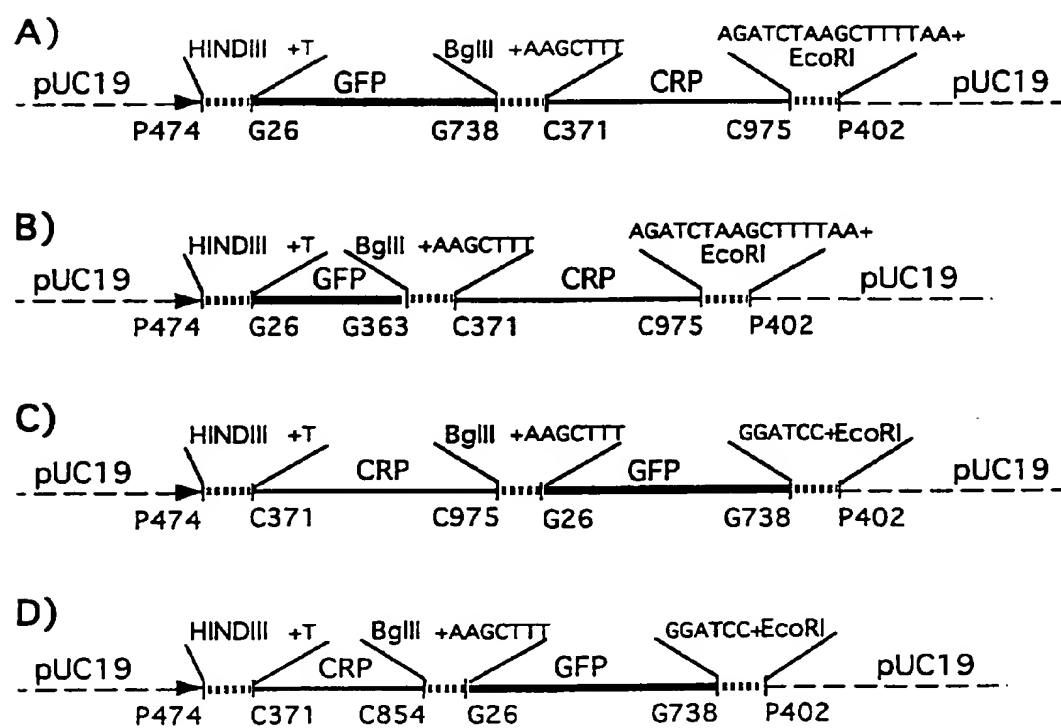 A)
HINDIII +T BglII +AAGCTTT AGATCTAAGCTTTTAA+
EcoRI
pUC19 GFP CRP pUC19
P474 G26 G738 C371 C975 P402
B)
HINDIII +T BglII +AAGCTTT AGATCTAAGCTTTTAA+
EcoRI
pUC19 GFP CRP pUC19
P474 G26 G363 C371 C975 P402
C)
HINDIII +T BglII +AAGCTTT GGATCC+EcoRI
pUC19 CRP GFP pUC19
P474 C371 C975 G26 G738 P402
D)
HINDIII +T BglII +AAGCTTT GGATCC+EcoRI
pUC19 CRP GFP pUC19
P474 C371 C854 G26 G738 P402